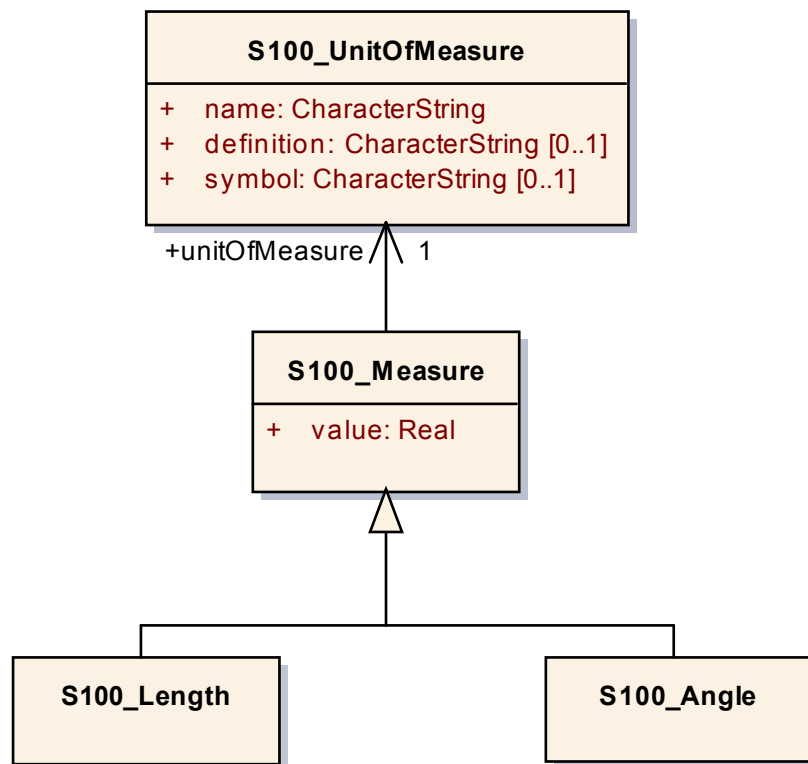 S100_UnitOfMeasure
+ name: CharacterString
+ definition: CharacterString [0..1]
+ symbol: CharacterString [0..1]
+unitOfMeasure 1
S100_Measure
+ value: Real
S100_Length
S100_Angle